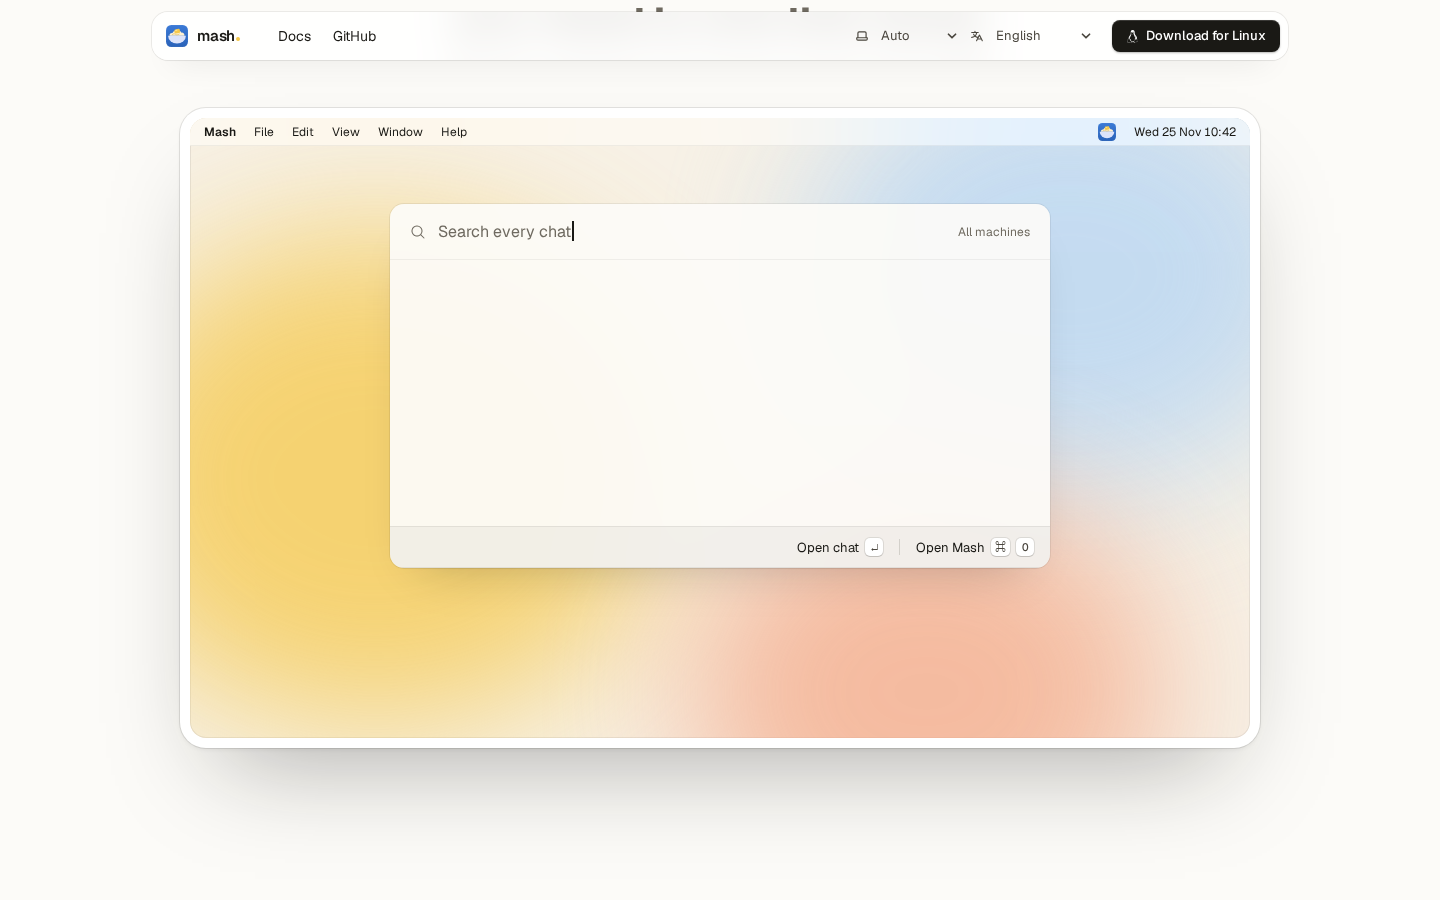 mash.
Docs
GitHub
Auto
English
Download for Linux
Mash File Edit View Window Help
Wed 25 Nov 10:42
Search every chat
All machines
Open chat ↵
Open Mash ⌘ 0